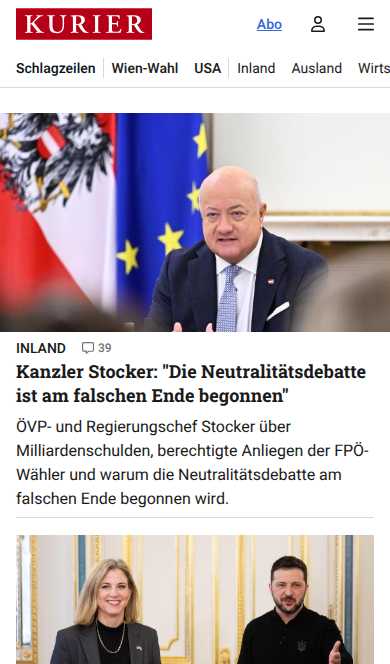 KURIER
Abo
Schlagzeilen Wien-Wahl USA Inland Ausland Wirts
INLAND 39
Kanzler Stocker: "Die Neutralitätsdebatte
ist am falschen Ende begonnen"
ÖVP- und Regierungschef Stocker über
Milliardenschulden, berechtigte Anliegen der FPÖ-
Wähler und warum die Neutralitätsdebatte am
falschen Ende begonnen wird.